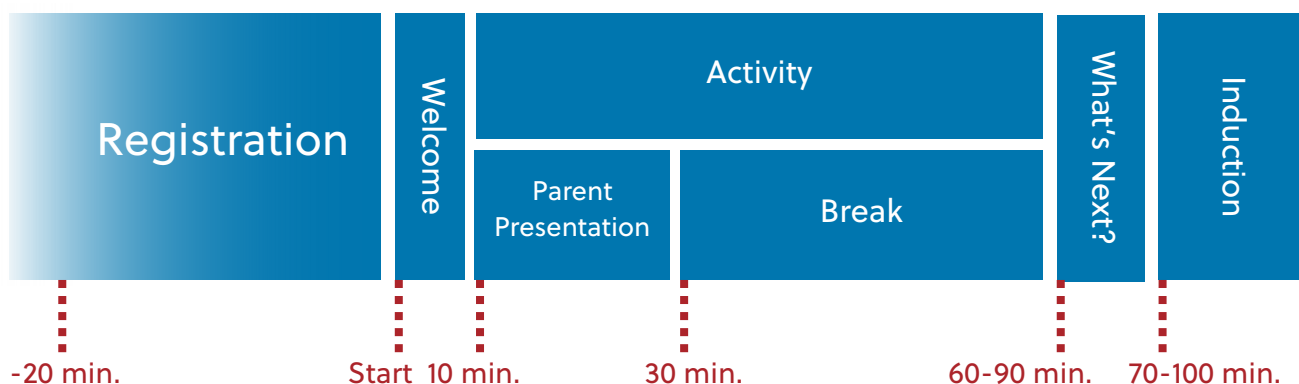 Registration
Welcome
Activity
Parent
Presentation
Break
What's Next?
Induction
-20 min.
Start
10 min.
30 min.
60-90 min.
70-100 min.